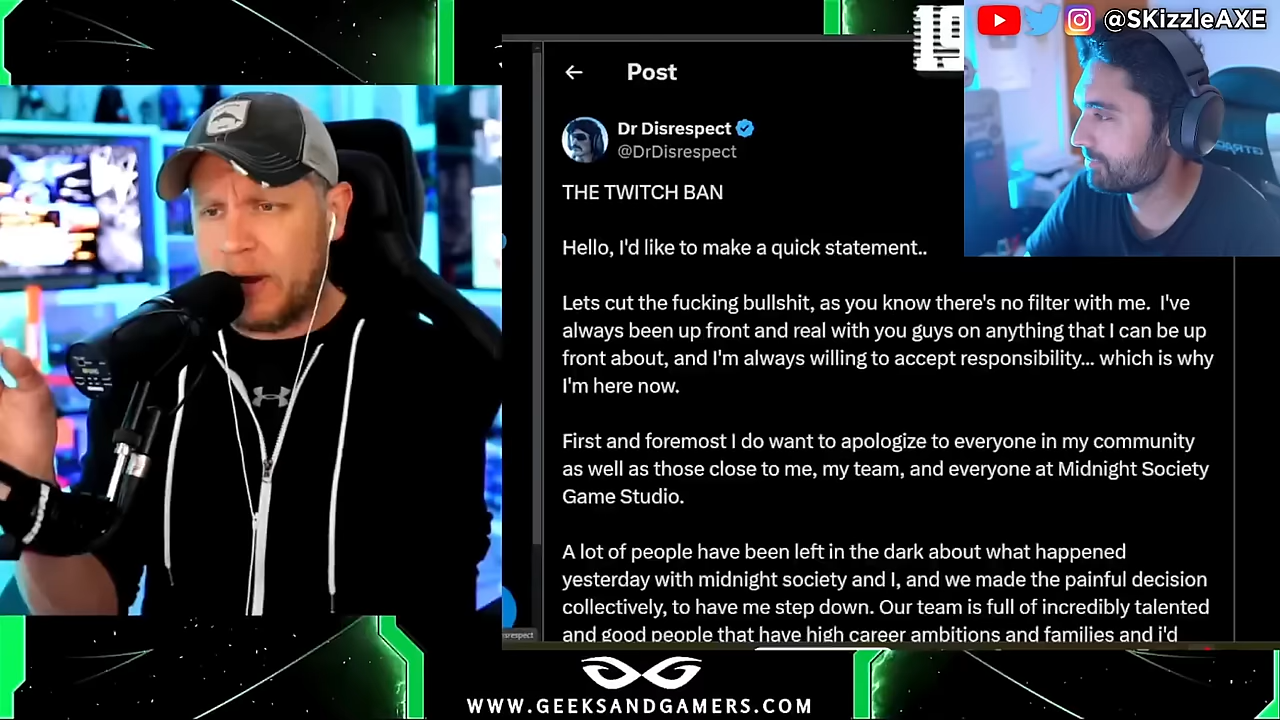 @SKizzleAXE
Post
Dr Disrespect
@DrDisrespect
THE TWITCH BAN
Hello, I'd like to make a quick statement..
Lets cut the fucking bullshit, as you know there's no filter with me. I've
always been up front and real with you guys on anything that I can be up
front about, and I'm always willing to accept responsibility... which is why
I'm here now.
First and foremost I do want to apologize to everyone in my community
as well as those close to me, my team, and everyone at Midnight Society
Game Studio.
A lot of people have been left in the dark about what happened
yesterday with midnight society and I, and we made the painful decision
collectively, to have me step down. Our team is full of incredibly talented
and good people that have high career ambitions and families and i'd
WWW.GEEKSANDGAMERS.COM